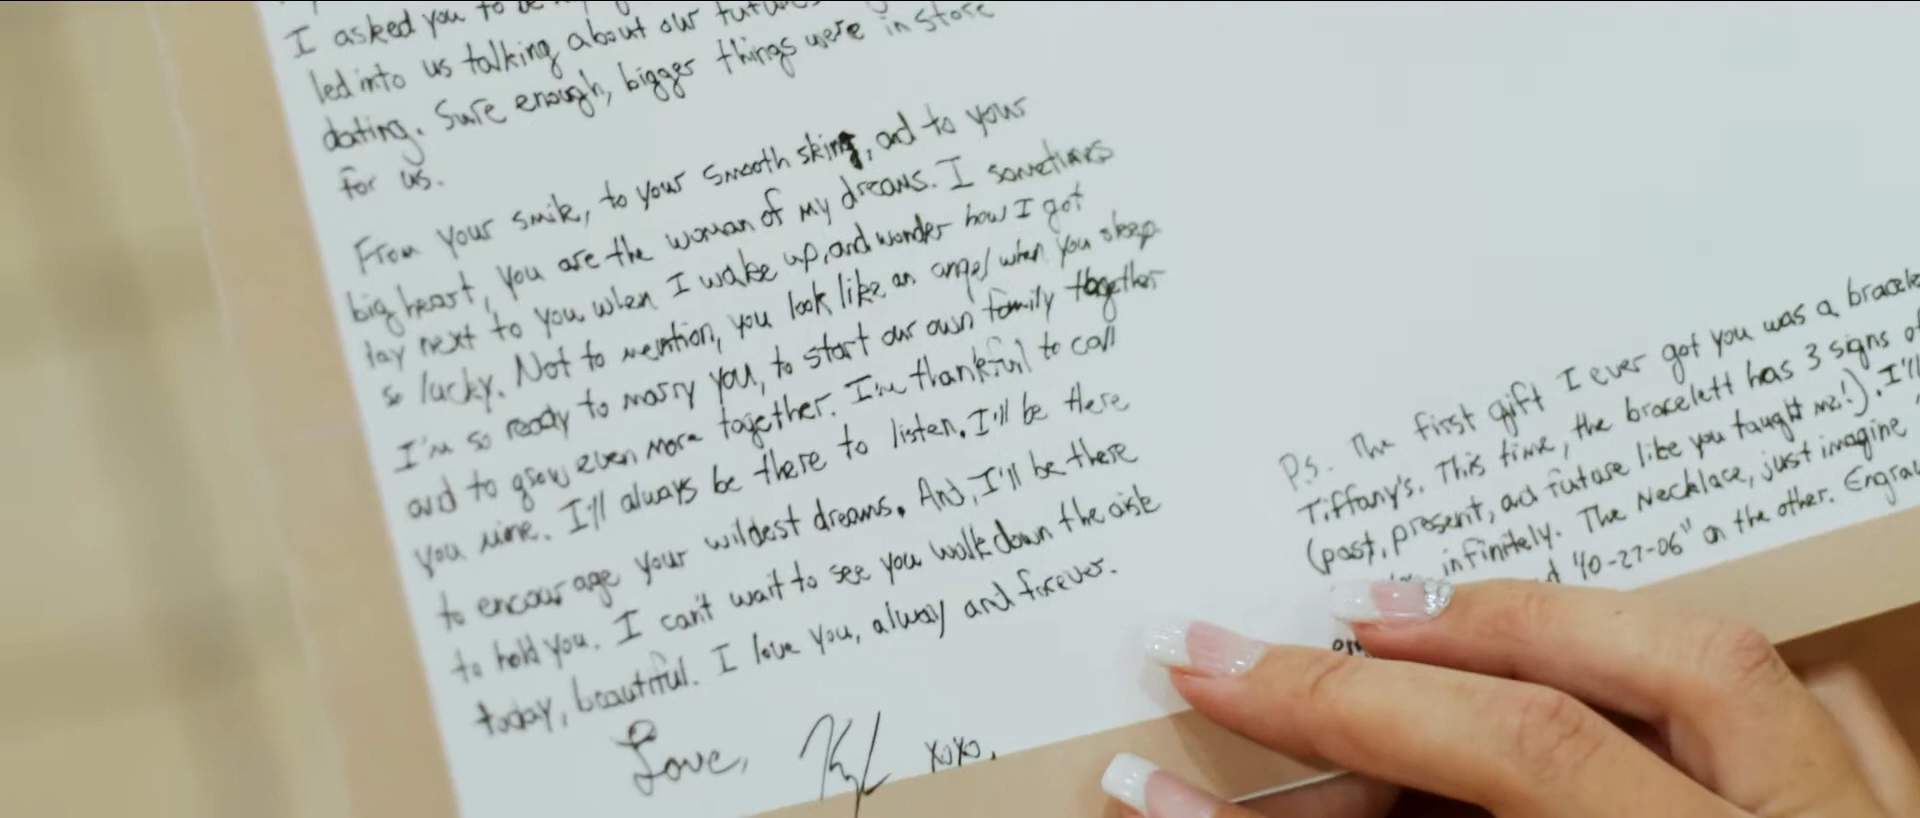 I asked you to be my
led into us talking about our future
dating. Sure enough, bigger things were in store
for us.
From your smile, to your smooth skin, and to your
big heart, you are the woman of my dreams. I sometimes
lay next to you when I wake up, and wonder how I got
so lucky. Not to mention, you look like an angel when you sleep.
I'm so ready to marry you, to start our own family together
and to grow even more together. I'm thankful to call
you mine. I'll always be there to listen. I'll be there
to encourage your wildest dreams. And, I'll be there
to hold you. I can't wait to see you walk down the aisle
today, beautiful. I love you, alway and forever.
Love, xoxo.
P.S. The first gift I ever got you was a
Tiffany's. This time, the bracelett has 3 signs of
(past, present, and future like you taught me!). I'll
infinitely. The Necklace, just imagine
"10-27-06" on the other.